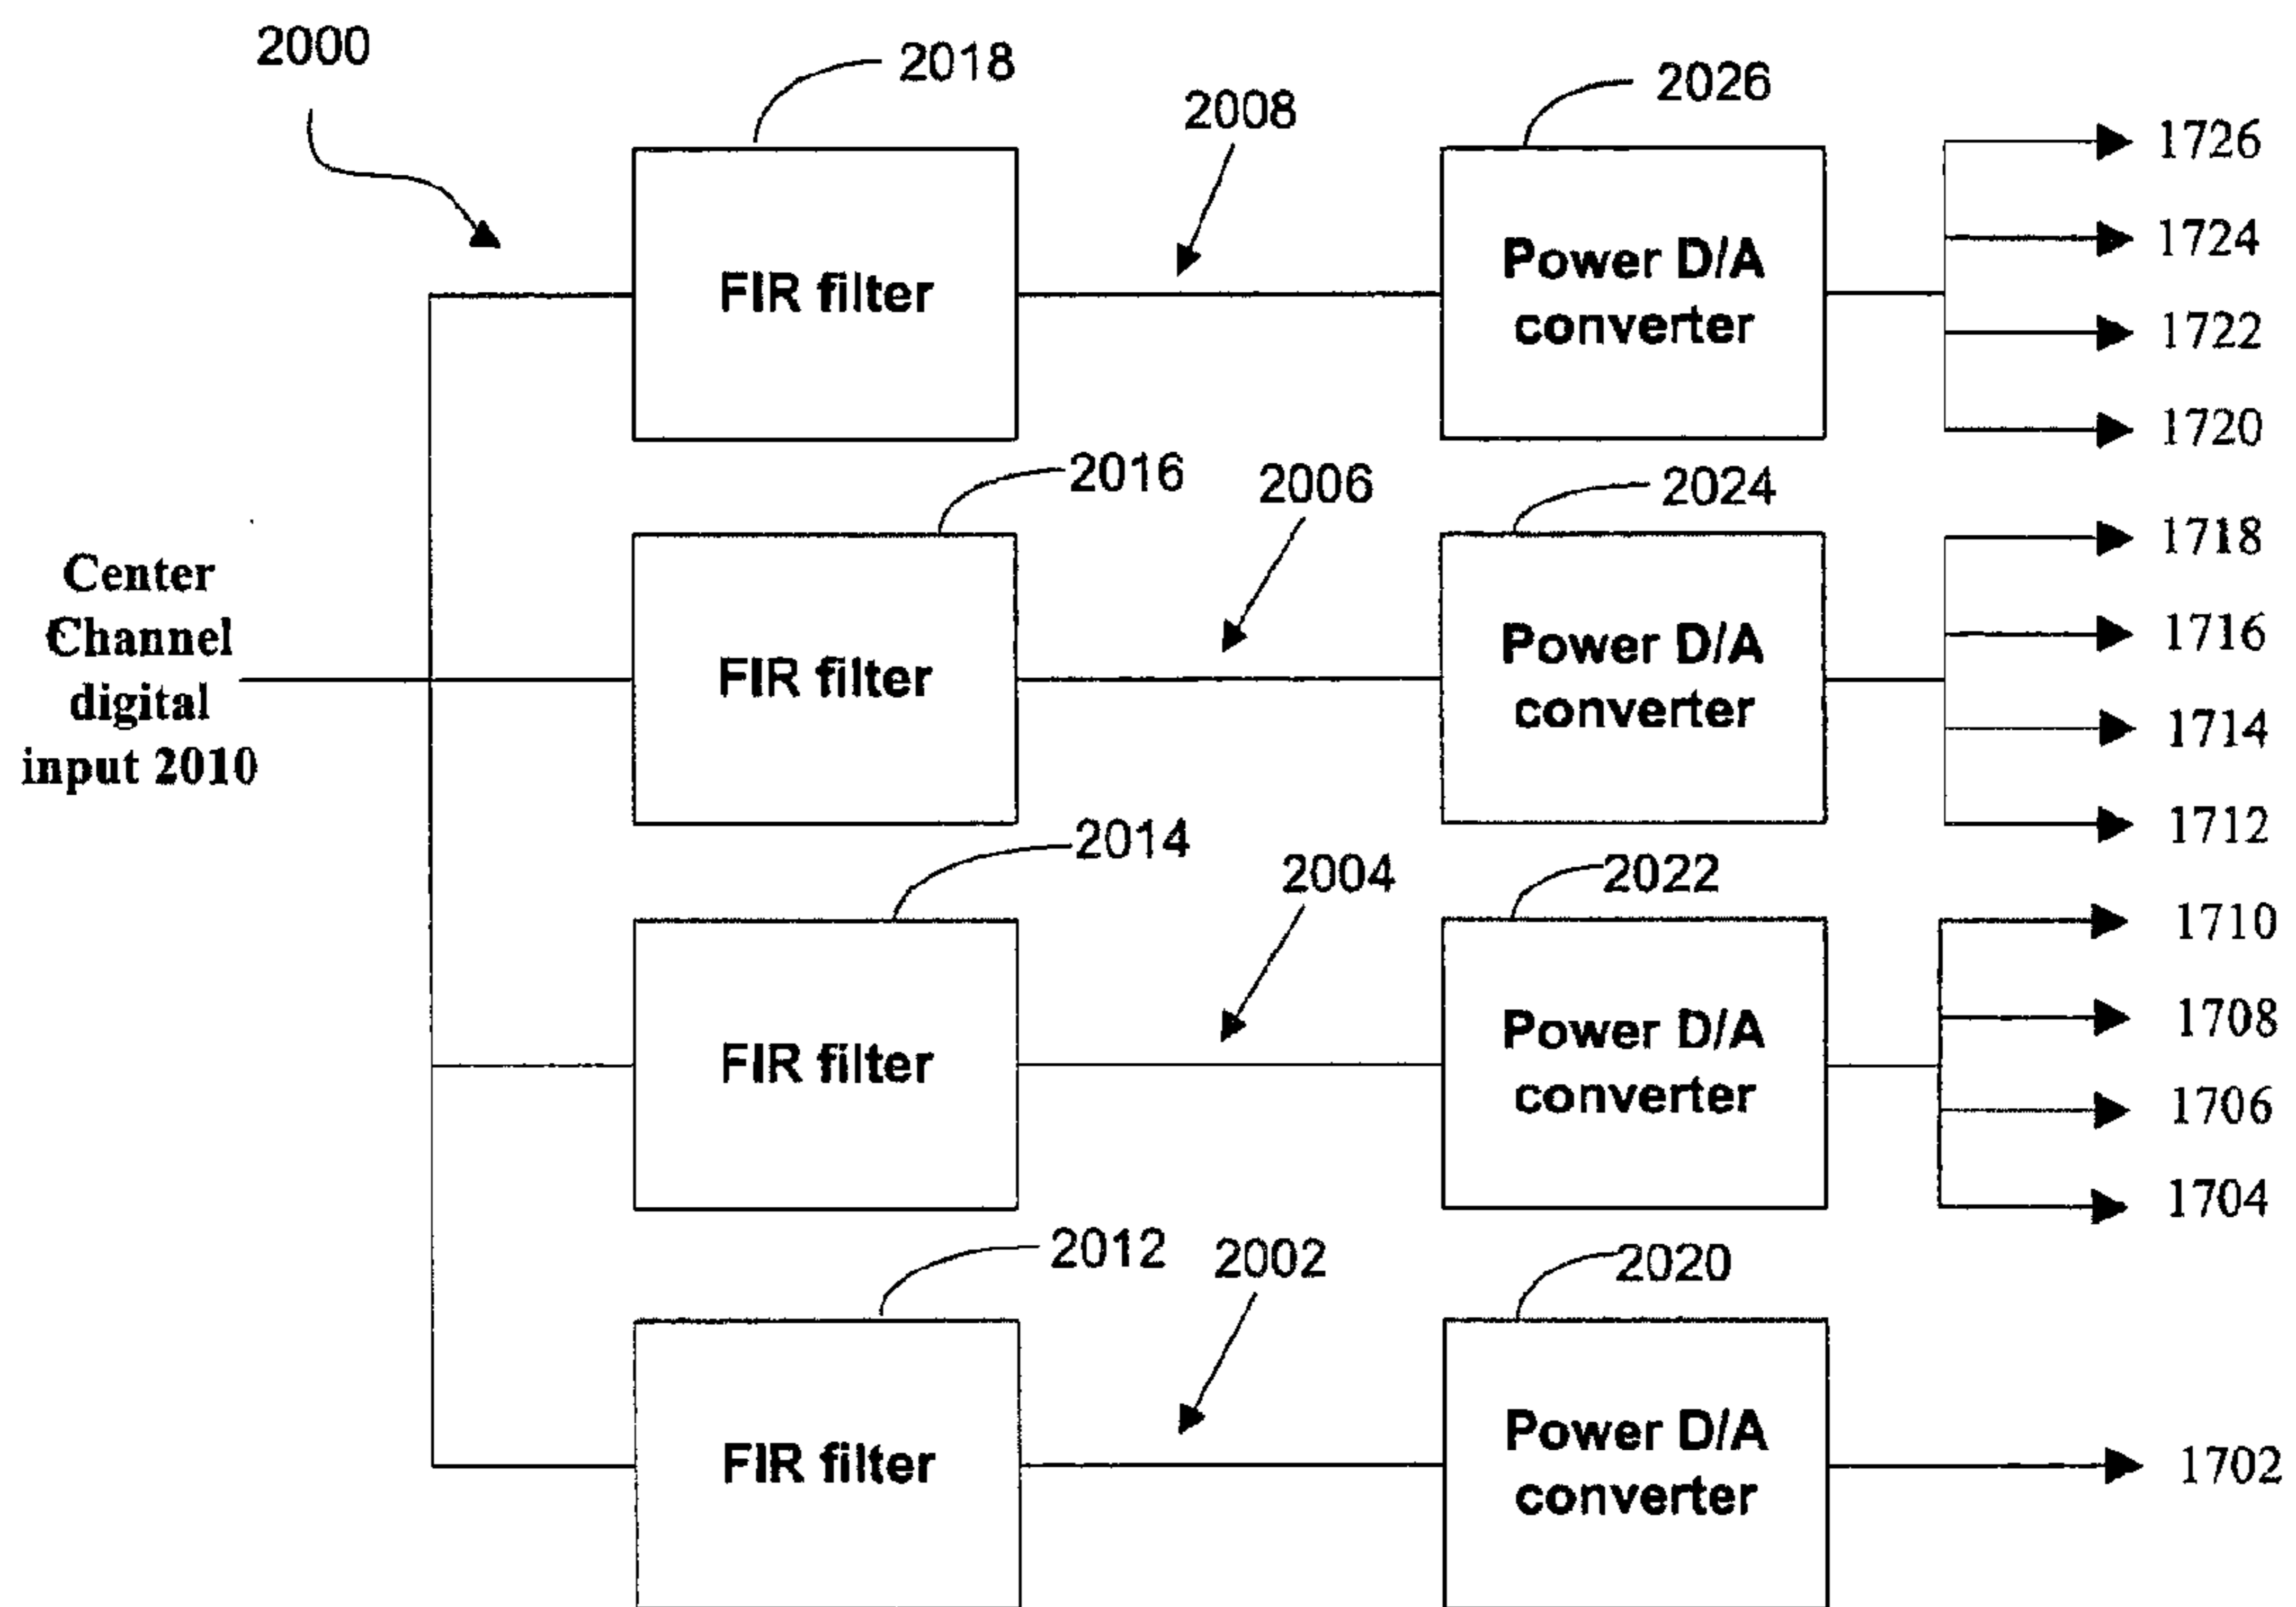 2000
2018
2008
2026
1726
1724
FIR filter
Power D/A
converter
1722
1720
2016
2006
2024
1718
Center
Channel
digital
input 2010
FIR filter
Power D/A
converter
1716
1714
1712
2014
2004
2022
1710
1708
FIR filter
Power D/A
converter
1706
1704
2012
2002
2020
FIR filter
Power D/A
converter
1702